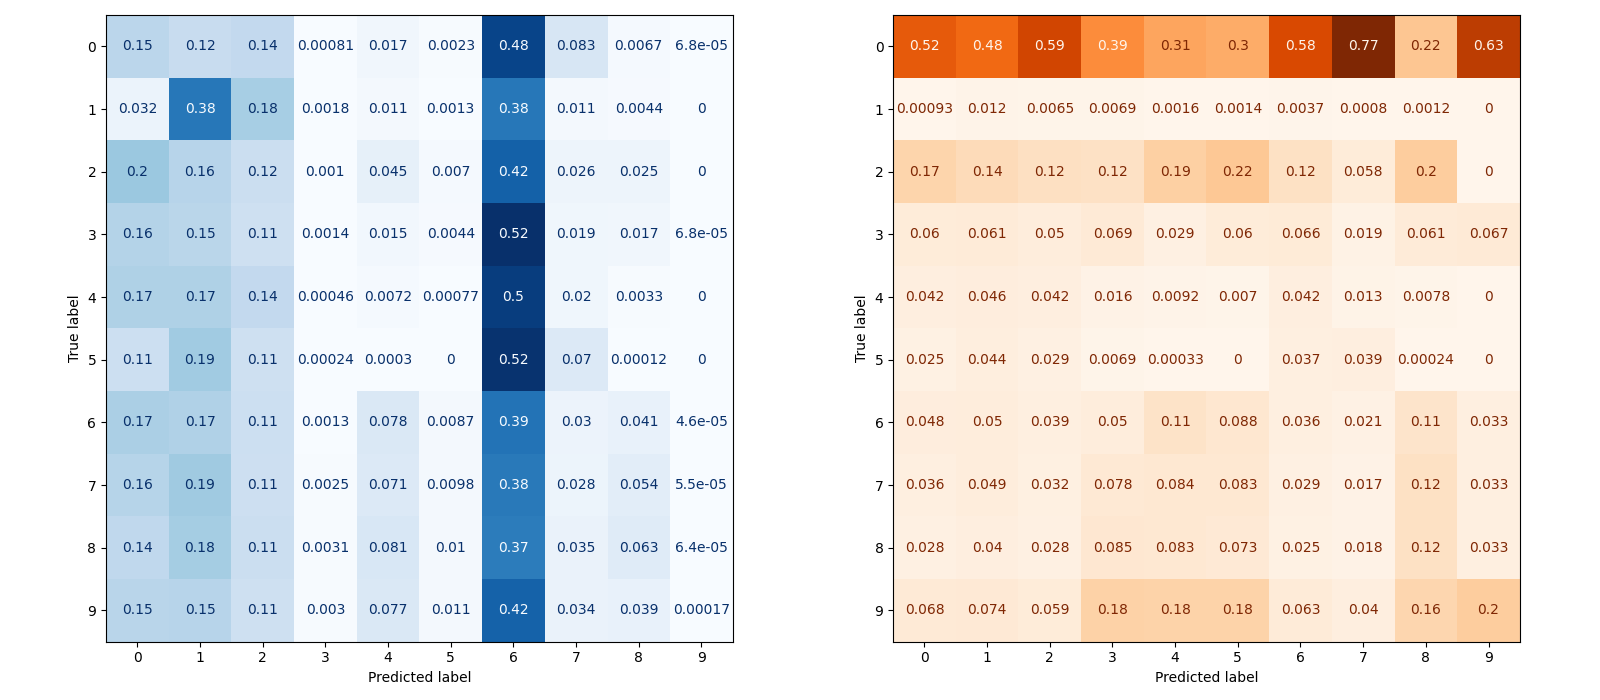 0 0.15 0.12 0.14 0.00081 0.017 0.0023 0.48 0.083 0.0067 6.8e-05
1 0.032 0.38 0.18 0.0018 0.011 0.0013 0.38 0.011 0.0044 0
2 0.2 0.16 0.12 0.001 0.045 0.007 0.42 0.026 0.025 0
3 0.16 0.15 0.11 0.0014 0.015 0.0044 0.52 0.019 0.017 6.8e-05
4 0.17 0.17 0.14 0.00046 0.0072 0.00077 0.5 0.02 0.0033 0
5 0.11 0.19 0.11 0.00024 0.0003 0 0.52 0.07 0.00012 0
6 0.17 0.17 0.11 0.0013 0.078 0.0087 0.39 0.03 0.041 4.6e-05
7 0.16 0.19 0.11 0.0025 0.071 0.0098 0.38 0.028 0.054 5.5e-05
8 0.14 0.18 0.11 0.0031 0.081 0.01 0.37 0.035 0.063 6.4e-05
9 0.15 0.15 0.11 0.003 0.077 0.011 0.42 0.034 0.039 0.00017
0 1 2 3 4 5 6 7 8 9
Predicted label
True label
0 0.52 0.48 0.59 0.39 0.31 0.3 0.58 0.77 0.22 0.63
1 0.00093 0.012 0.0065 0.0069 0.0016 0.0014 0.0037 0.0008 0.0012 0
2 0.17 0.14 0.12 0.12 0.19 0.22 0.12 0.058 0.2 0
3 0.06 0.061 0.05 0.069 0.029 0.06 0.066 0.019 0.061 0.067
4 0.042 0.046 0.042 0.016 0.0092 0.007 0.042 0.013 0.0078 0
5 0.025 0.044 0.029 0.0069 0.00033 0 0.037 0.039 0.00024 0
6 0.048 0.05 0.039 0.05 0.11 0.088 0.036 0.021 0.11 0.033
7 0.036 0.049 0.032 0.078 0.084 0.083 0.029 0.017 0.12 0.033
8 0.028 0.04 0.028 0.085 0.083 0.073 0.025 0.018 0.12 0.033
9 0.068 0.074 0.059 0.18 0.18 0.18 0.063 0.04 0.16 0.2
0 1 2 3 4 5 6 7 8 9
Predicted label
True label